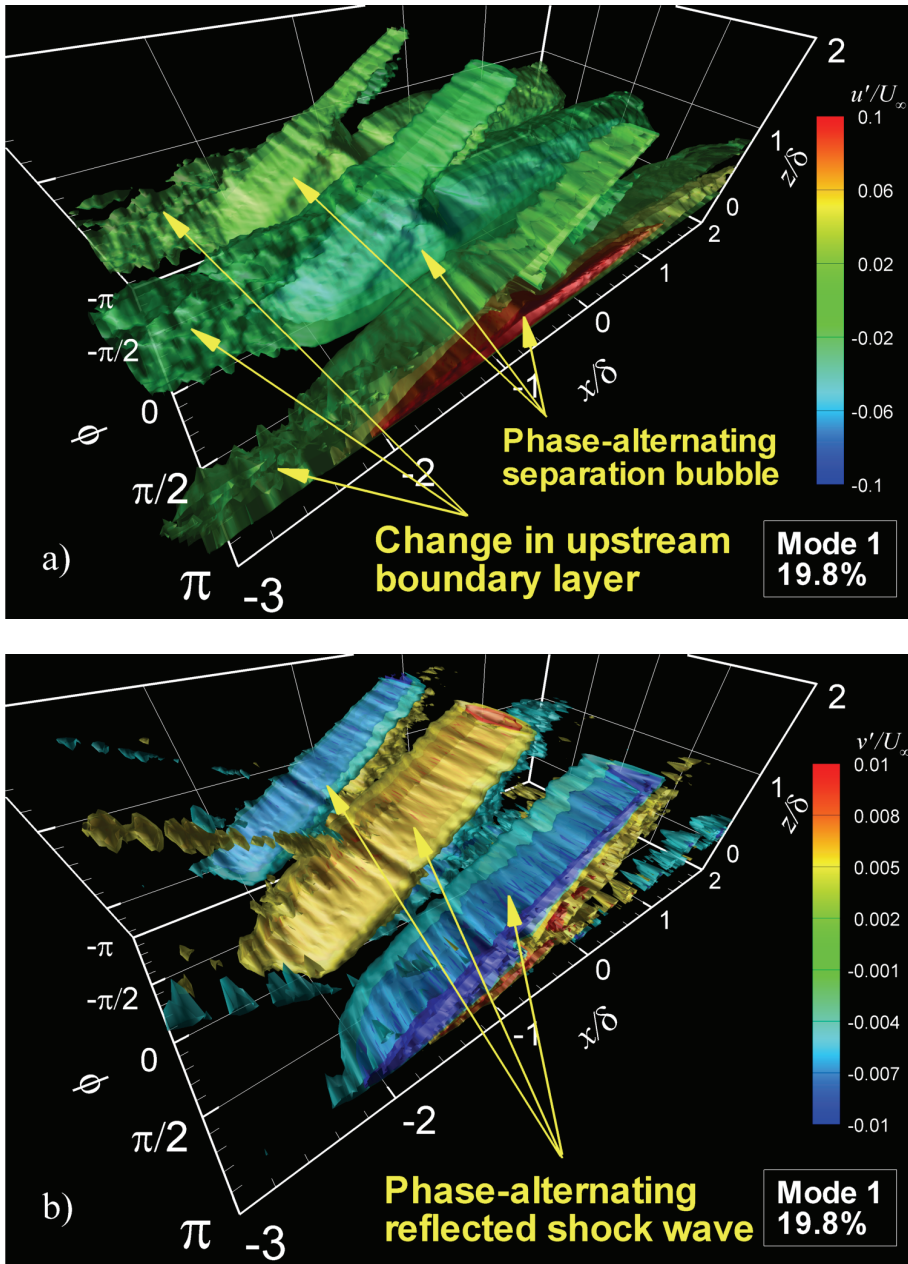 2
u'/U∞
0.1
0.06
0.02
-0.02
-0.06
-0.1
1
z/δ
0
2
1
0
x/δ
-1
-2
-3
-π
-π/2
0
ϕ
π/2
π
Phase-alternating
separation bubble
Change in upstream
boundary layer
a)
Mode 1
19.8%
2
v'/U∞
0.01
0.008
0.005
0.002
-0.001
-0.004
-0.007
-0.01
1
z/δ
0
2
1
0
x/δ
-1
-2
-3
-π
-π/2
0
ϕ
π/2
π
Phase-alternating
reflected shock wave
b)
Mode 1
19.8%